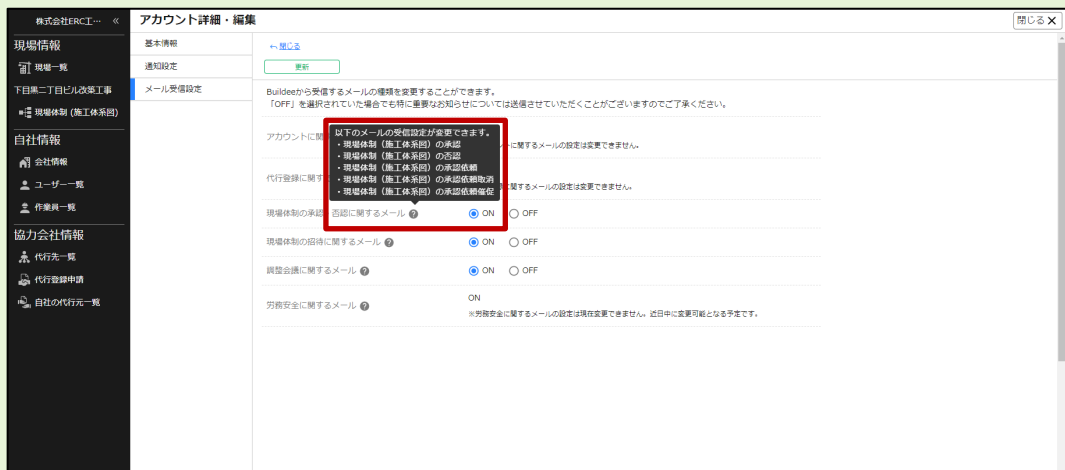 株式会社ERCI… «
アカウント詳細・編集
閉じる ✕
現場情報
現場一覧
下目黒二丁目ビル改築工事
現場体制 (施工体系図)
自社情報
会社情報
ユーザー一覧
作業員一覧
協力会社情報
代行先一覧
代行登録申請
自社の代行元一覧
基本情報
通知設定
メール受信設定
閉じる
更新
Buildeeから受信するメールの種類を変更することができます。
「OFF」を選択されていた場合でも特に重要なお知らせについては送信させていただくことがございますのでご了承ください。
以下のメールの受信設定が変更できます。
・現場体制（施工体系図）の承認
・現場体制（施工体系図）の否認
・現場体制（施工体系図）の承認依頼
・現場体制（施工体系図）の承認依頼取消
・現場体制（施工体系図）の承認依頼催促
アカウントに関
に関するメールの設定は変更できません。
代行登録に関す
関するメールの設定は変更できません。
現場体制の承認 否認に関するメール ? ON OFF
現場体制の招待に関するメール ? ON OFF
調整会議に関するメール ? ON OFF
労務安全に関するメール ? ON
※労務安全に関するメールの設定は現在変更できません。近日中に変更可能となる予定です。